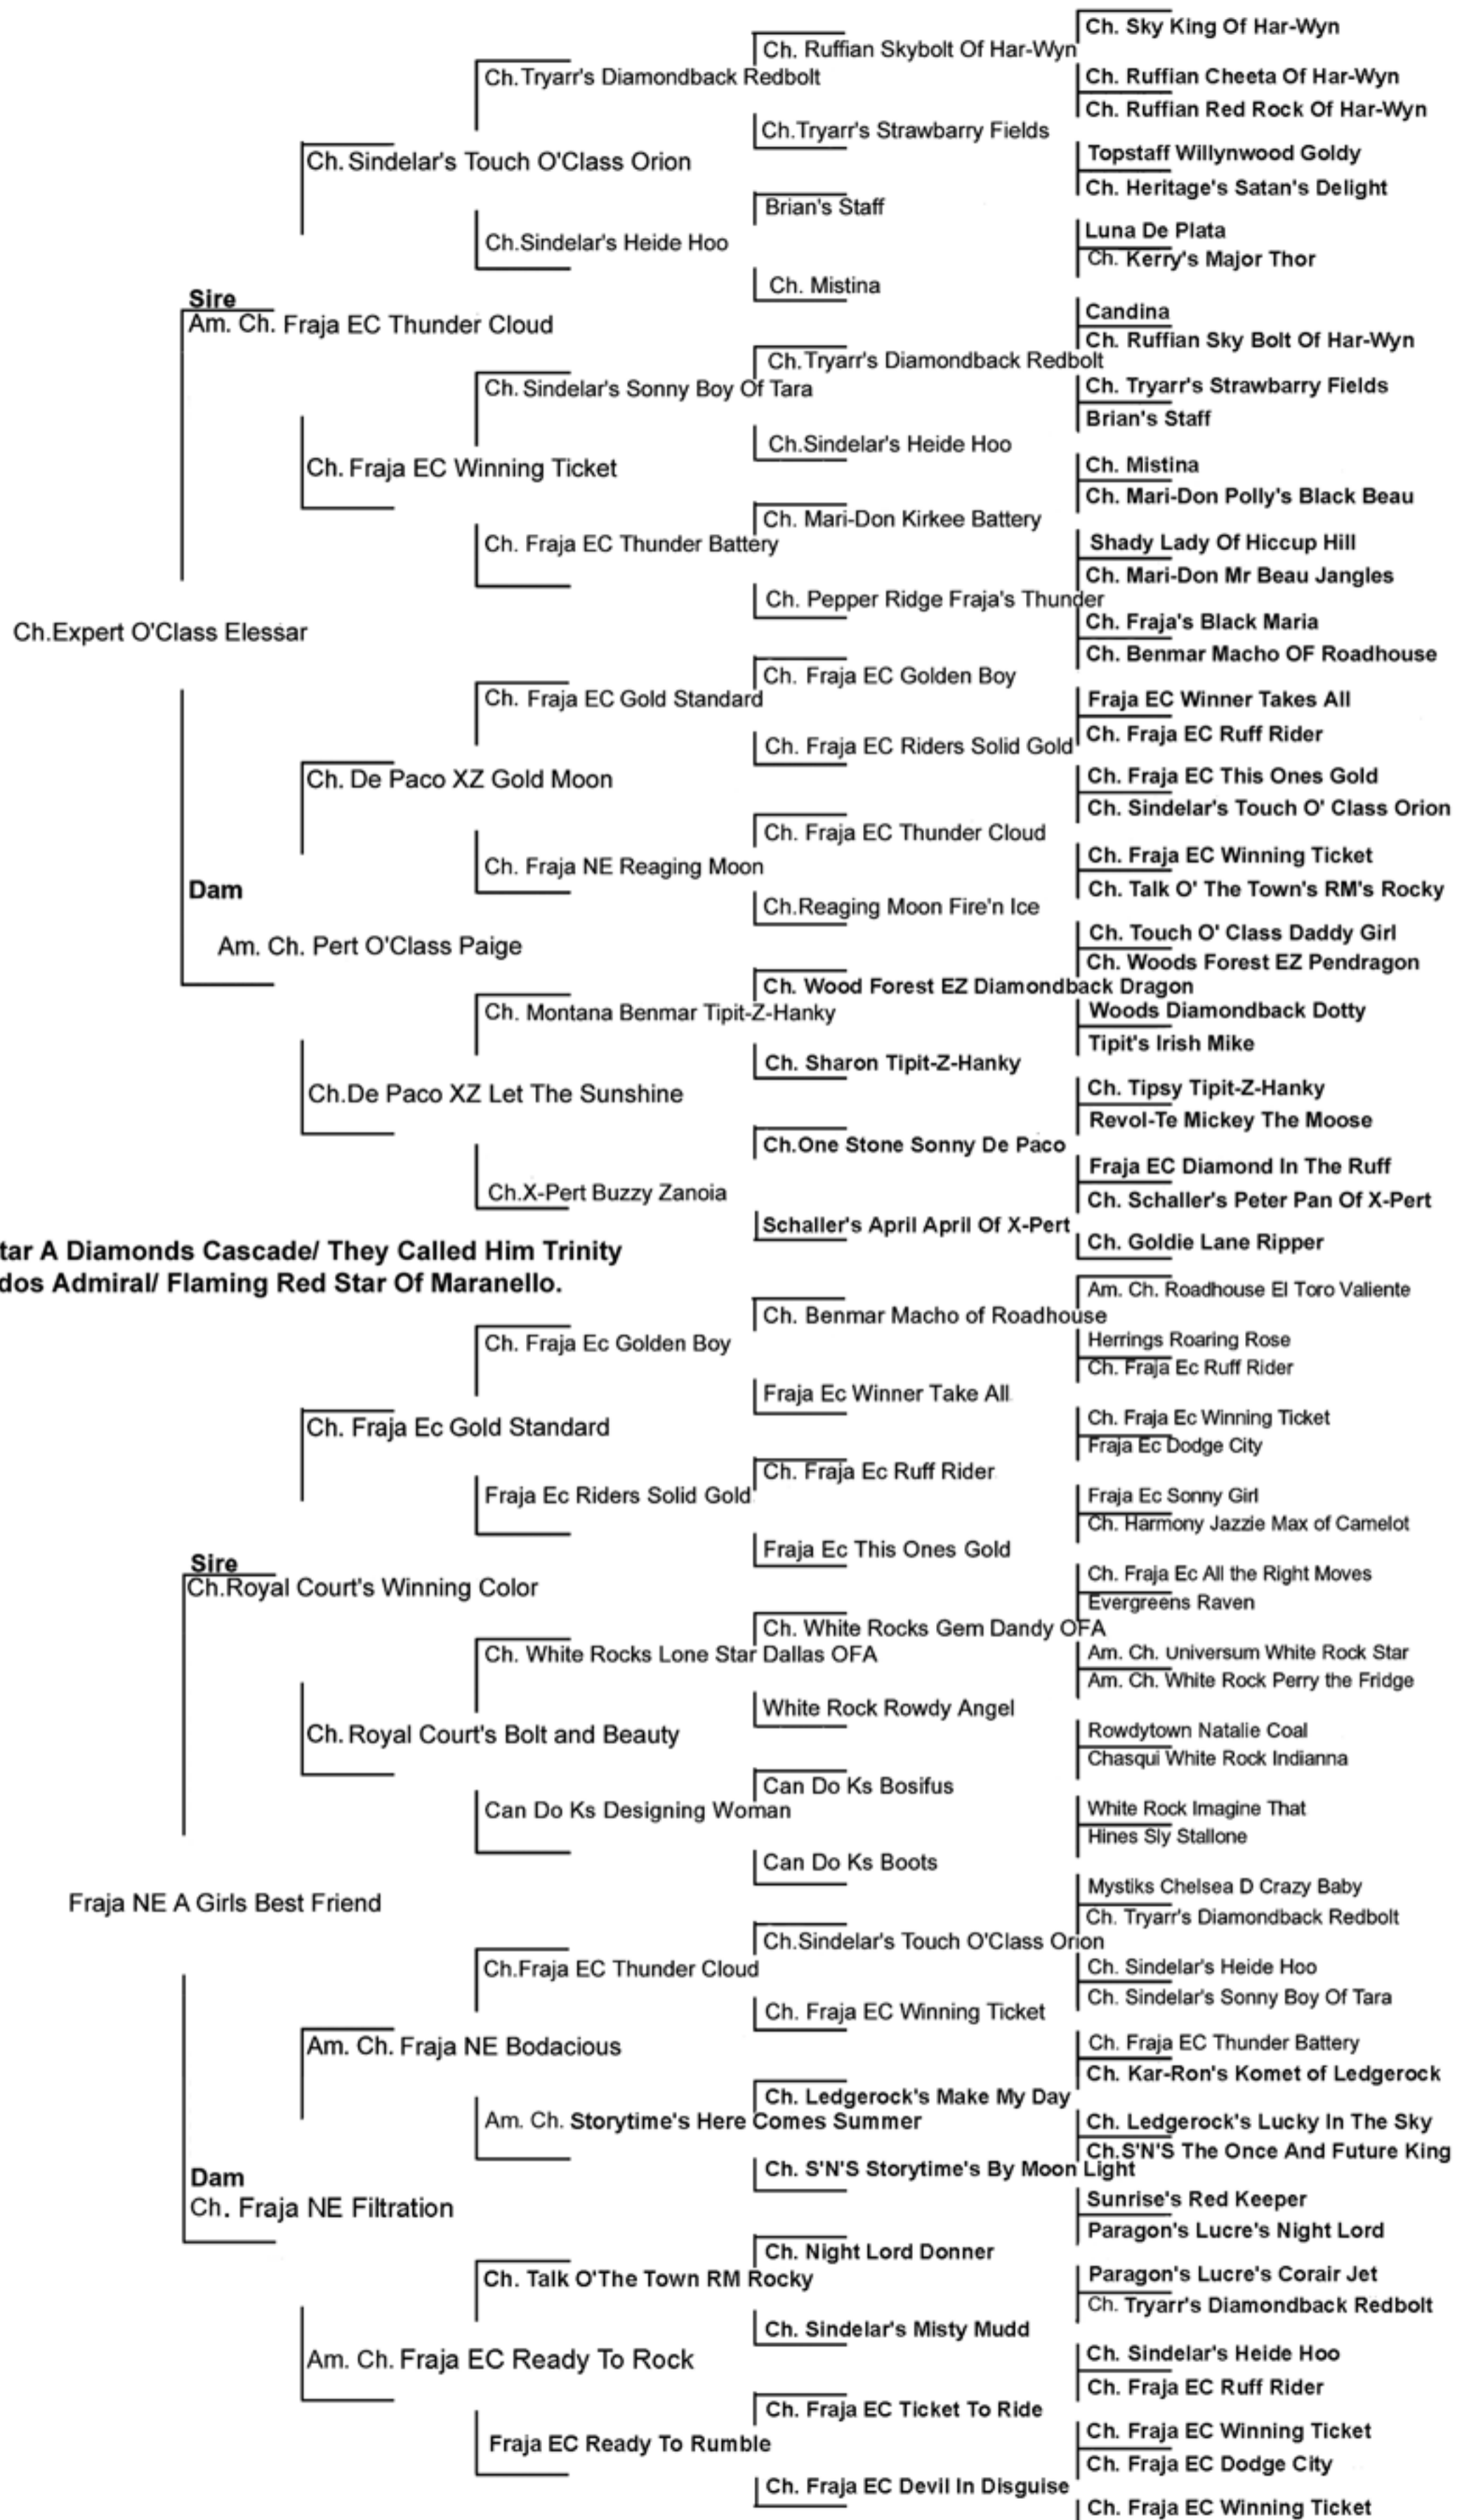 Ch. Sky King Of Har-Wyn
Ch. Ruffian Skybolt Of Har-Wyn
Ch.Tryarr's Diamondback Redbolt
Ch. Ruffian Cheeta Of Har-Wyn
Ch. Ruffian Red Rock Of Har-Wyn
Ch.Tryarr's Strawbarry Fields
Topstaff Willynwood Goldy
Ch. Sindelar's Touch O'Class Orion
Ch. Heritage's Satan's Delight
Brian's Staff
Luna De Plata
Ch.Sindelar's Heide Hoo
Ch. Kerry's Major Thor
Ch. Mistina
Sire
Candina
Am. Ch. Fraja EC Thunder Cloud
Ch. Ruffian Sky Bolt Of Har-Wyn
Ch.Tryarr's Diamondback Redbolt
Ch. Sindelar's Sonny Boy Of Tara
Ch. Tryarr's Strawbarry Fields
Brian's Staff
Ch.Sindelar's Heide Hoo
Ch. Fraja EC Winning Ticket
Ch. Mistina
Ch. Mari-Don Polly's Black Beau
Ch. Mari-Don Kirkee Battery
Ch. Fraja EC Thunder Battery
Shady Lady Of Hiccup Hill
Ch. Mari-Don Mr Beau Jangles
Ch. Pepper Ridge Fraja's Thunder
Ch. Fraja's Black Maria
Ch.Expert O'Class Elessar
Ch. Benmar Macho OF Roadhouse
Ch. Fraja EC Golden Boy
Ch. Fraja EC Gold Standard
Fraja EC Winner Takes All
Ch. Fraja EC Ruff Rider
Ch. Fraja EC Riders Solid Gold
Ch. De Paco XZ Gold Moon
Ch. Fraja EC This Ones Gold
Ch. Sindelar's Touch O' Class Orion
Ch. Fraja EC Thunder Cloud
Ch. Fraja EC Winning Ticket
Ch. Fraja NE Reaging Moon
Dam
Ch. Talk O' The Town's RM's Rocky
Ch.Reaging Moon Fire'n Ice
Ch. Touch O' Class Daddy Girl
Am. Ch. Pert O'Class Paige
Ch. Woods Forest EZ Pendragon
Ch. Wood Forest EZ Diamondback Dragon
Ch. Montana Benmar Tipit-Z-Hanky
Woods Diamondback Dotty
Tipit's Irish Mike
Ch. Sharon Tipit-Z-Hanky
Ch.De Paco XZ Let The Sunshine
Ch. Tipsy Tipit-Z-Hanky
Revol-Te Mickey The Moose
Ch.One Stone Sonny De Paco
Fraja EC Diamond In The Ruff
Ch.X-Pert Buzzy Zanoia
Ch. Schaller's Peter Pan Of X-Pert
Schaller's April April Of X-Pert
Ch. Goldie Lane Ripper
tar A Diamonds Cascade/ They Called Him Trinity
dos Admiral/ Flaming Red Star Of Maranello.
Am. Ch. Roadhouse El Toro Valiente
Ch. Benmar Macho of Roadhouse
Ch. Fraja Ec Golden Boy
Herrings Roaring Rose
Ch. Fraja Ec Ruff Rider
Fraja Ec Winner Take All
Ch. Fraja Ec Gold Standard
Ch. Fraja Ec Winning Ticket
Fraja Ec Dodge City
Ch. Fraja Ec Ruff Rider
Fraja Ec Riders Solid Gold
Fraja Ec Sonny Girl
Ch. Harmony Jazzie Max of Camelot
Fraja Ec This Ones Gold
Sire
Ch. Fraja Ec All the Right Moves
Ch.Royal Court's Winning Color
Evergreens Raven
Ch. White Rocks Gem Dandy OFA
Ch. White Rocks Lone Star Dallas OFA
Am. Ch. Universum White Rock Star
Am. Ch. White Rock Perry the Fridge
White Rock Rowdy Angel
Ch. Royal Court's Bolt and Beauty
Rowdytown Natalie Coal
Chasqui White Rock Indianna
Can Do Ks Bosifus
Can Do Ks Designing Woman
White Rock Imagine That
Hines Sly Stallone
Can Do Ks Boots
Mystiks Chelsea D Crazy Baby
Fraja NE A Girls Best Friend
Ch. Tryarr's Diamondback Redbolt
Ch.Sindelar's Touch O'Class Orion
Ch.Fraja EC Thunder Cloud
Ch. Sindelar's Heide Hoo
Ch. Sindelar's Sonny Boy Of Tara
Ch. Fraja EC Winning Ticket
Am. Ch. Fraja NE Bodacious
Ch. Fraja EC Thunder Battery
Ch. Kar-Ron's Komet of Ledgerock
Ch. Ledgerock's Make My Day
Am. Ch. Storytime's Here Comes Summer
Ch. Ledgerock's Lucky In The Sky
Ch.S'N'S The Once And Future King
Ch. S'N'S Storytime's By Moon Light
Dam
Ch. Fraja NE Filtration
Sunrise's Red Keeper
Paragon's Lucre's Night Lord
Ch. Night Lord Donner
Ch. Talk O'The Town RM Rocky
Paragon's Lucre's Corair Jet
Ch. Tryarr's Diamondback Redbolt
Ch. Sindelar's Misty Mudd
Am. Ch. Fraja EC Ready To Rock
Ch. Sindelar's Heide Hoo
Ch. Fraja EC Ruff Rider
Ch. Fraja EC Ticket To Ride
Fraja EC Ready To Rumble
Ch. Fraja EC Winning Ticket
Ch. Fraja EC Dodge City
Ch. Fraja EC Devil In Disguise
Ch. Fraja EC Winning Ticket